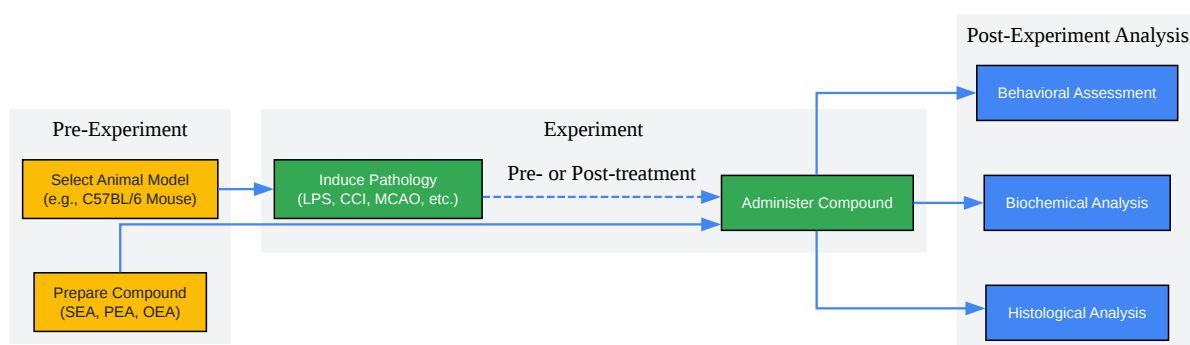 Pre-Experiment
Select Animal Model
(e.g., C57BL/6 Mouse)
Prepare Compound
(SEA, PEA, OEA)
Experiment
Induce Pathology
(LPS, CCI, MCAO, etc.)
Pre- or Post-treatment
Administer Compound
Post-Experiment Analysis
Behavioral Assessment
Biochemical Analysis
Histological Analysis